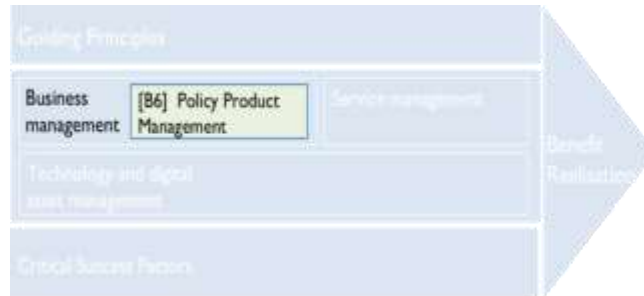 Guiding Principles
Business
management
[B6] Policy Product
Management
Service management
Technology and digital
asset management
Benefit
Realisation
Critical Success Factors